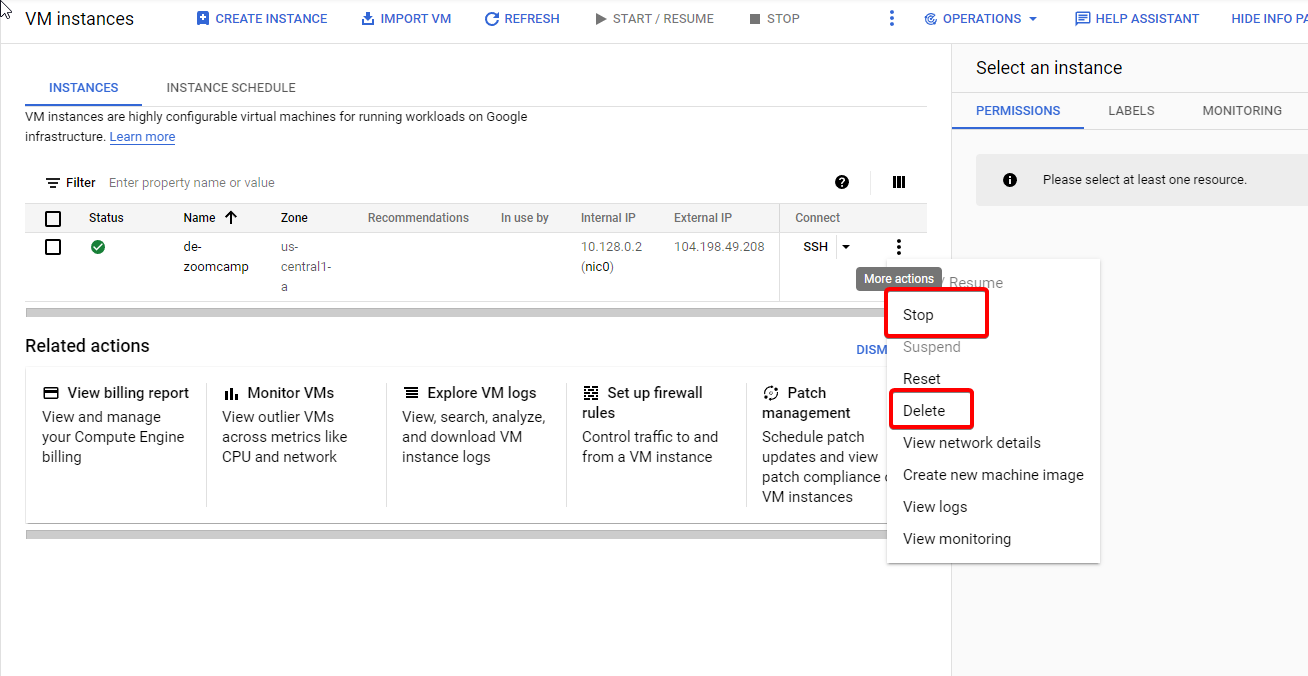 VM instances
CREATE INSTANCE
IMPORT VM
REFRESH
START / RESUME
STOP
OPERATIONS
HELP ASSISTANT
HIDE INFO PA
INSTANCES
INSTANCE SCHEDULE
VM instances are highly configurable virtual machines for running workloads on Google
infrastructure. Learn more
Filter Enter property name or value
Status Name Zone Recommendations In use by Internal IP External IP Connect
de-
zoomcamp
us-
central1-
a
10.128.0.2
(nic0)
104.198.49.208
SSH
More actions
/ Resume
Stop
Suspend
Reset
Delete
View network details
Create new machine image
View logs
View monitoring
Related actions
DISM
View billing report
View and manage
your Compute Engine
billing
Monitor VMs
View outlier VMs
across metrics like
CPU and network
Explore VM logs
View, search, analyze,
and download VM
instance logs
Set up firewall
rules
Control traffic to and
from a VM instance
Patch
management
Schedule patch
updates and view
patch compliance
VM instances
Select an instance
PERMISSIONS
LABELS
MONITORING
Please select at least one resource.